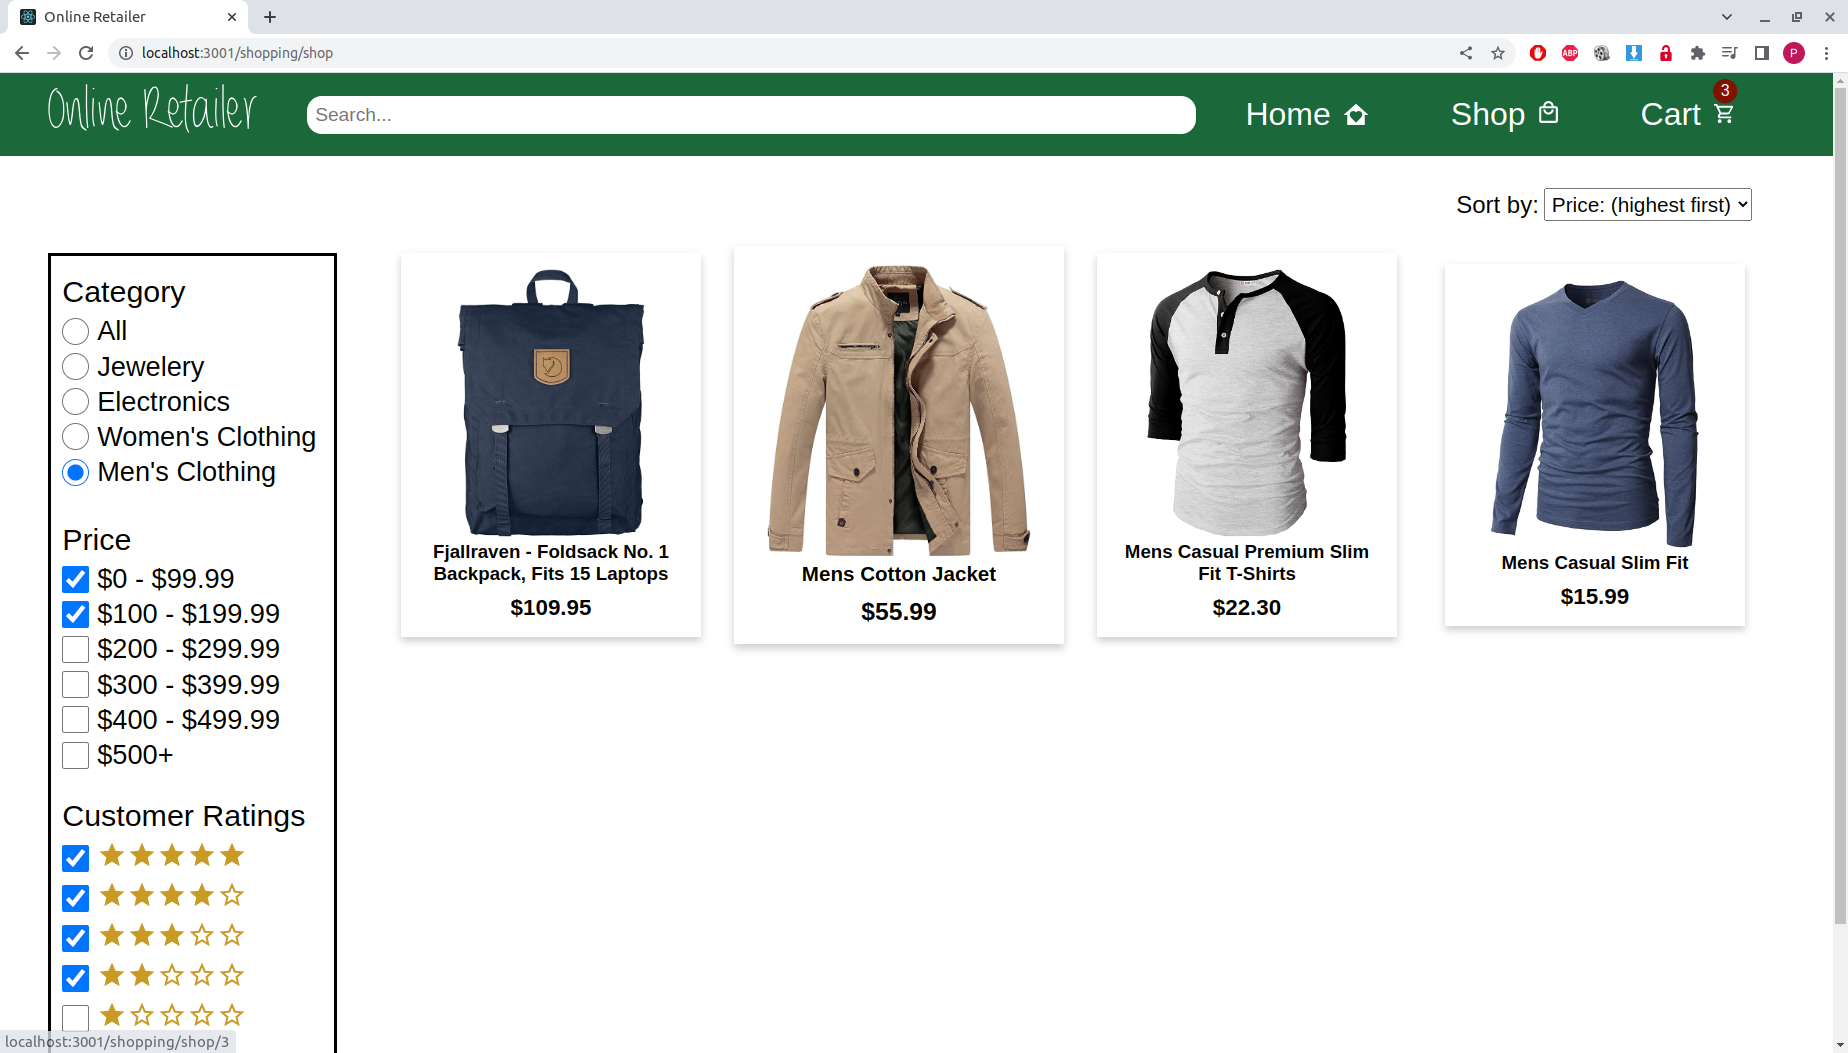 Online Retailer
localhost:3001/shopping/shop
ABP
P
Online Retailer
Search...
Home
Shop
Cart
3
Sort by: Price: (highest first)
Category
All
Jewelery
Electronics
Women's Clothing
Men's Clothing
Price
$0 - $99.99
$100 - $199.99
$200 - $299.99
$300 - $399.99
$400 - $499.99
$500+
Customer Ratings
Fjallraven - Foldsack No. 1
Backpack, Fits 15 Laptops
$109.95
Mens Cotton Jacket
$55.99
Mens Casual Premium Slim
Fit T-Shirts
$22.30
Mens Casual Slim Fit
$15.99
localhost:3001/shopping/shop/3